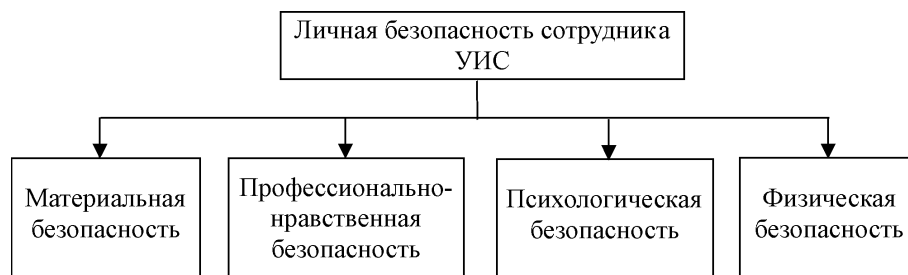 Личная безопасность сотрудника
УИС
Материальная
безопасность
Профессионально-
нравственная
безопасность
Психологическая
безопасность
Физическая
безопасность